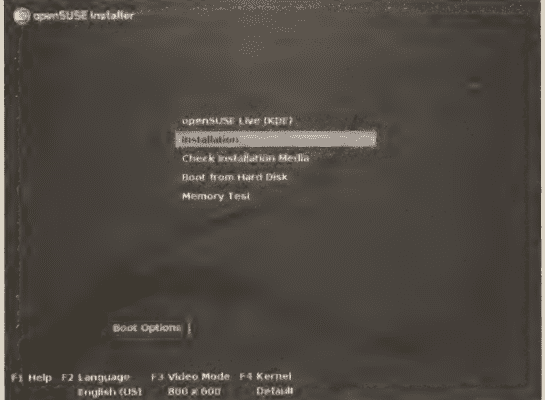 openSUSE Installer
openSUSE Live (KDE)
Installation
Check Installation Media
Boot from Hard Disk
Memory Test
Boot Options
F1 Help F2 Language F3 Video Mode F4 Kernel
English (US) 800 x 600 Default